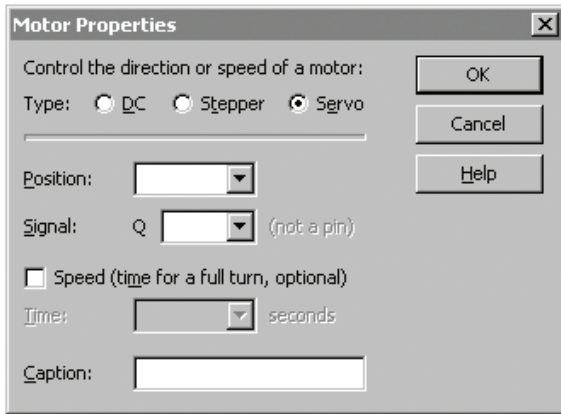 Motor Properties
Control the direction or speed of a motor:
Type: DC Stepper Servo
Position:
Signal: Q (not a pin)
Speed (time for a full turn, optional)
Time: seconds
Caption:
OK
Cancel
Help